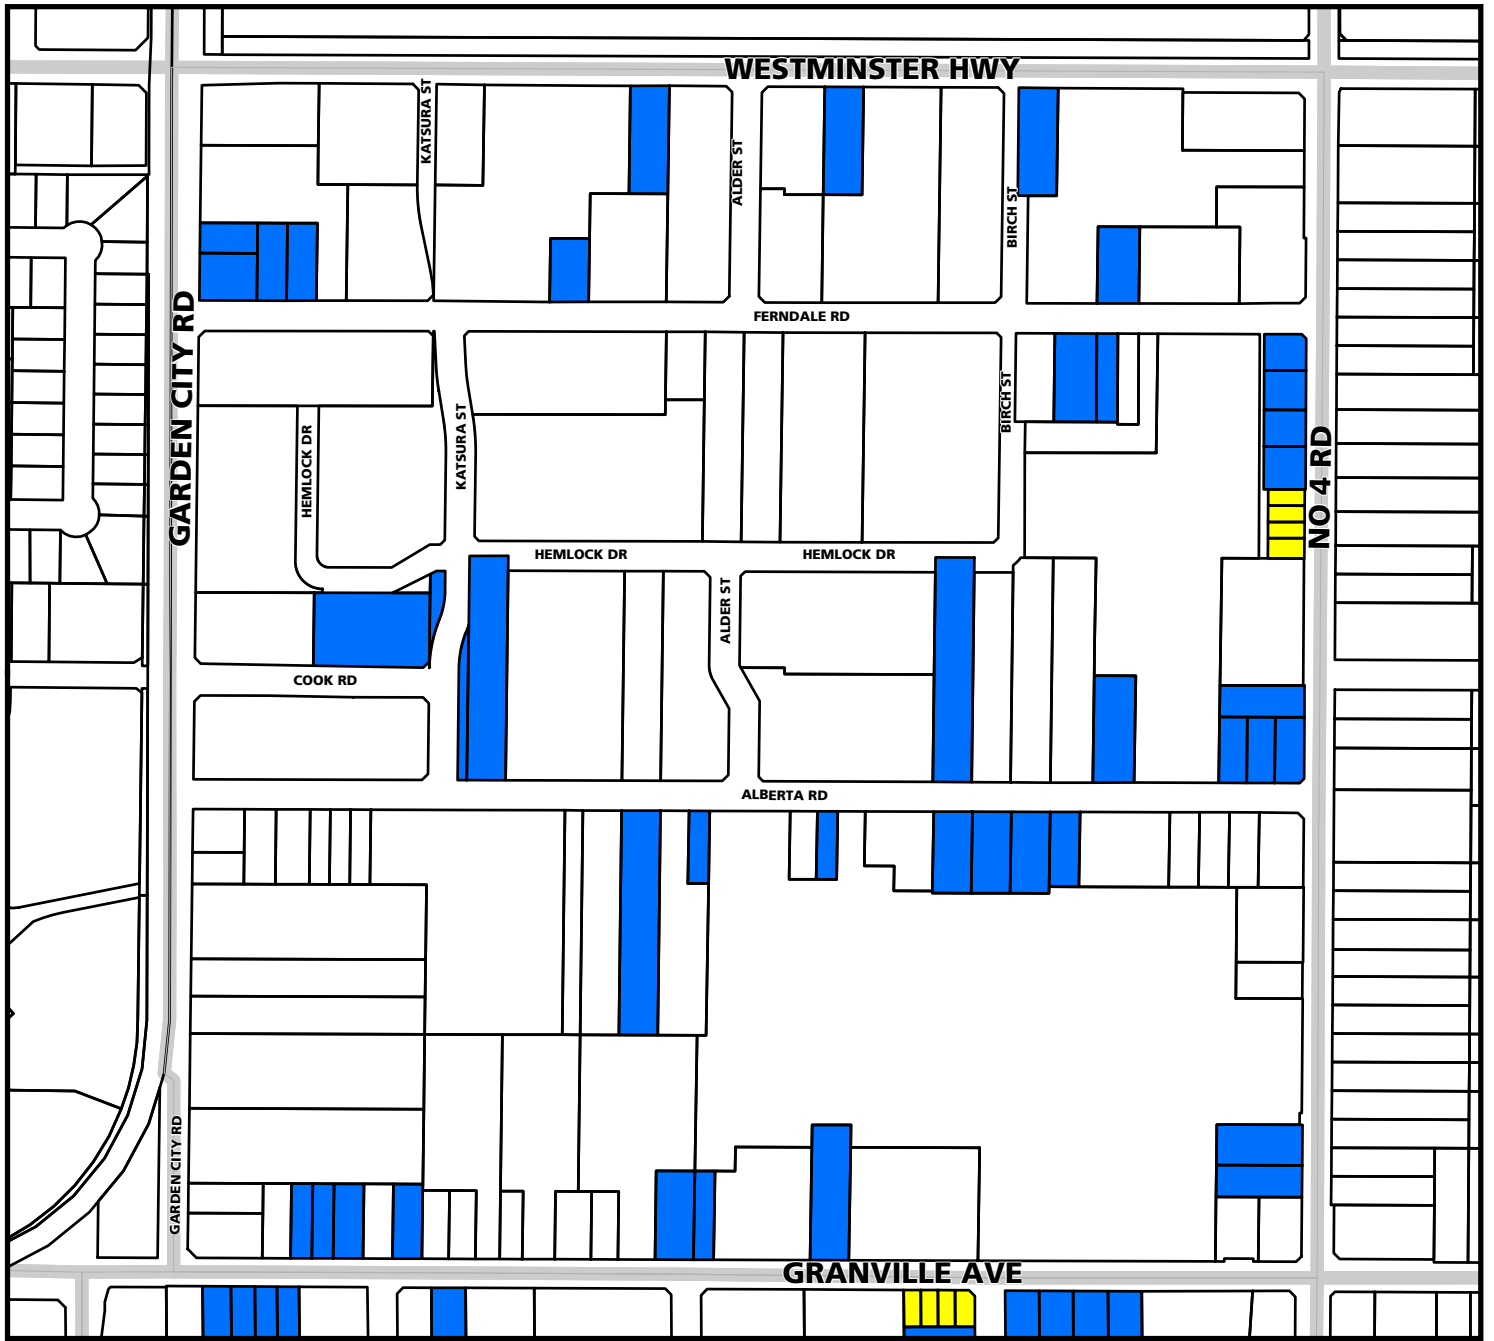 WESTMINSTER HWY
KATSURA ST
ALDER ST
BIRCH ST
GARDEN CITY RD
FERNDALE RD
HEMLOCK DR
KATSURA ST
BIRCH ST
NO 4 RD
HEMLOCK DR
HEMLOCK DR
ALDER ST
COOK RD
ALBERTA RD
GARDEN CITY RD
GRANVILLE AVE